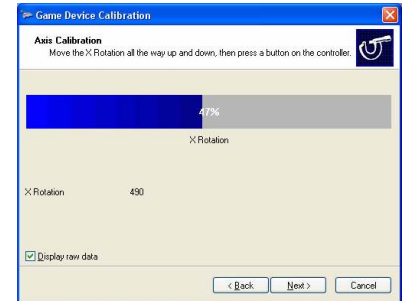 Game Device Calibration
Axis Calibration
Move the X Rotation all the way up and down, then press a button on the controller.
47%
X Rotation
X Rotation 490
Display raw data
< Back Next > Cancel